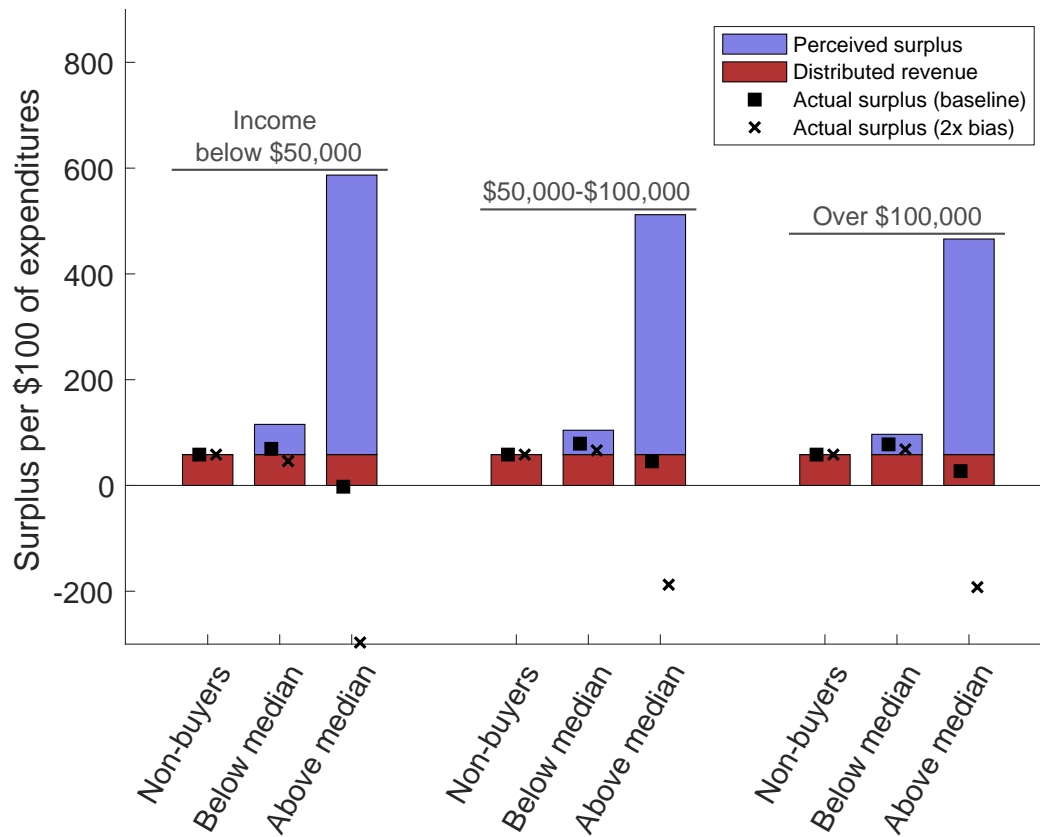 Surplus per $100 of expenditures
800
600
400
200
0
-200
Perceived surplus
Distributed revenue
Actual surplus (baseline)
Actual surplus (2x bias)
Income
below $50,000
$50,000-$100,000
Over $100,000
Non-buyers
Below median
Above median
Non-buyers
Below median
Above median
Non-buyers
Below median
Above median